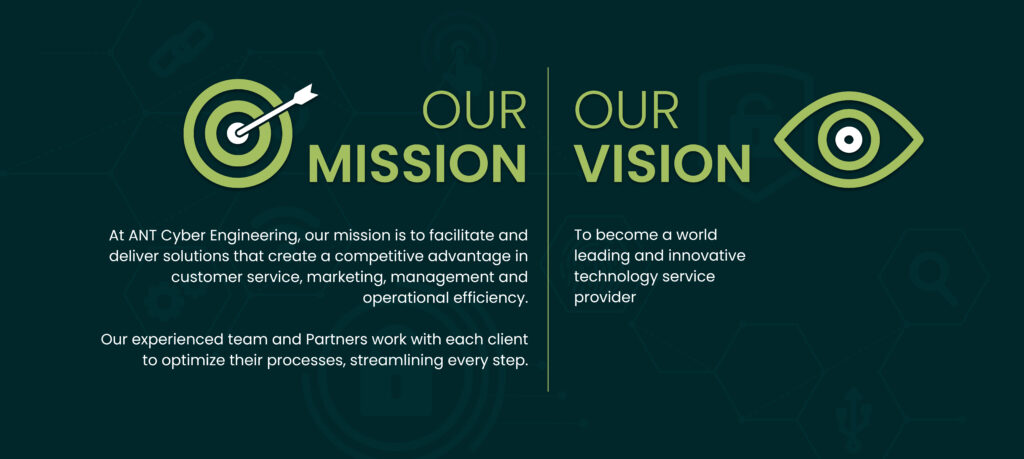 OUR
MISSION
At ANT Cyber Engineering, our mission is to facilitate and
deliver solutions that create a competitive advantage in
customer service, marketing, management and
operational efficiency.
Our experienced team and Partners work with each client
to optimize their processes, streamlining every step.
OUR
VISION
To become a world
leading and innovative
technology service
provider